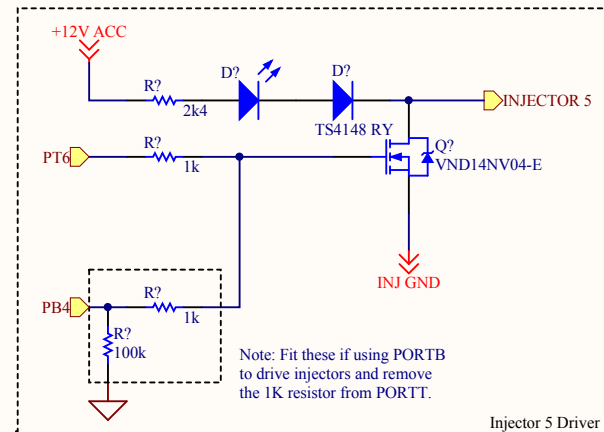 +12V ACC
R?
2k4
D?
D?
TS4148 RY
INJECTOR 5
PT6
R?
1k
Q?
VND14NV04-E
INJ GND
PB4
R?
1k
R?
100k
Note: Fit these if using PORTB
to drive injectors and remove
the 1K resistor from PORTT.
Injector 5 Driver